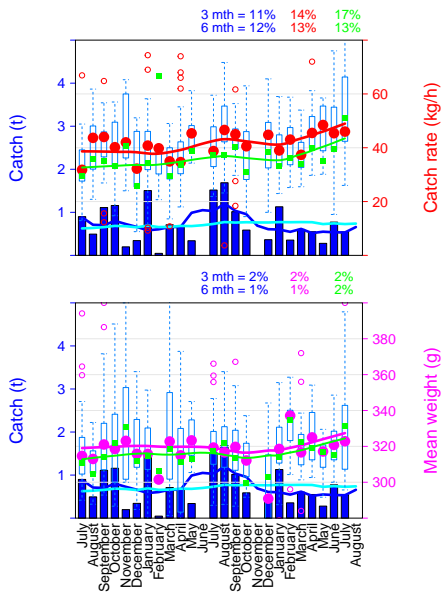 3 mth = 11% 14% 17%
6 mth = 12% 13% 13%
5
4
3
2
1
Catch (t)
60
40
20
Catch rate (kg/h)
3 mth = 2% 2% 2%
6 mth = 1% 1% 2%
5
4
3
2
1
Catch (t)
380
360
340
320
300
Mean weight (g)
July
August
September
October
November
December
January
February
March
April
May
June
July
August
September
October
November
December
January
February
March
April
May
June
July
August